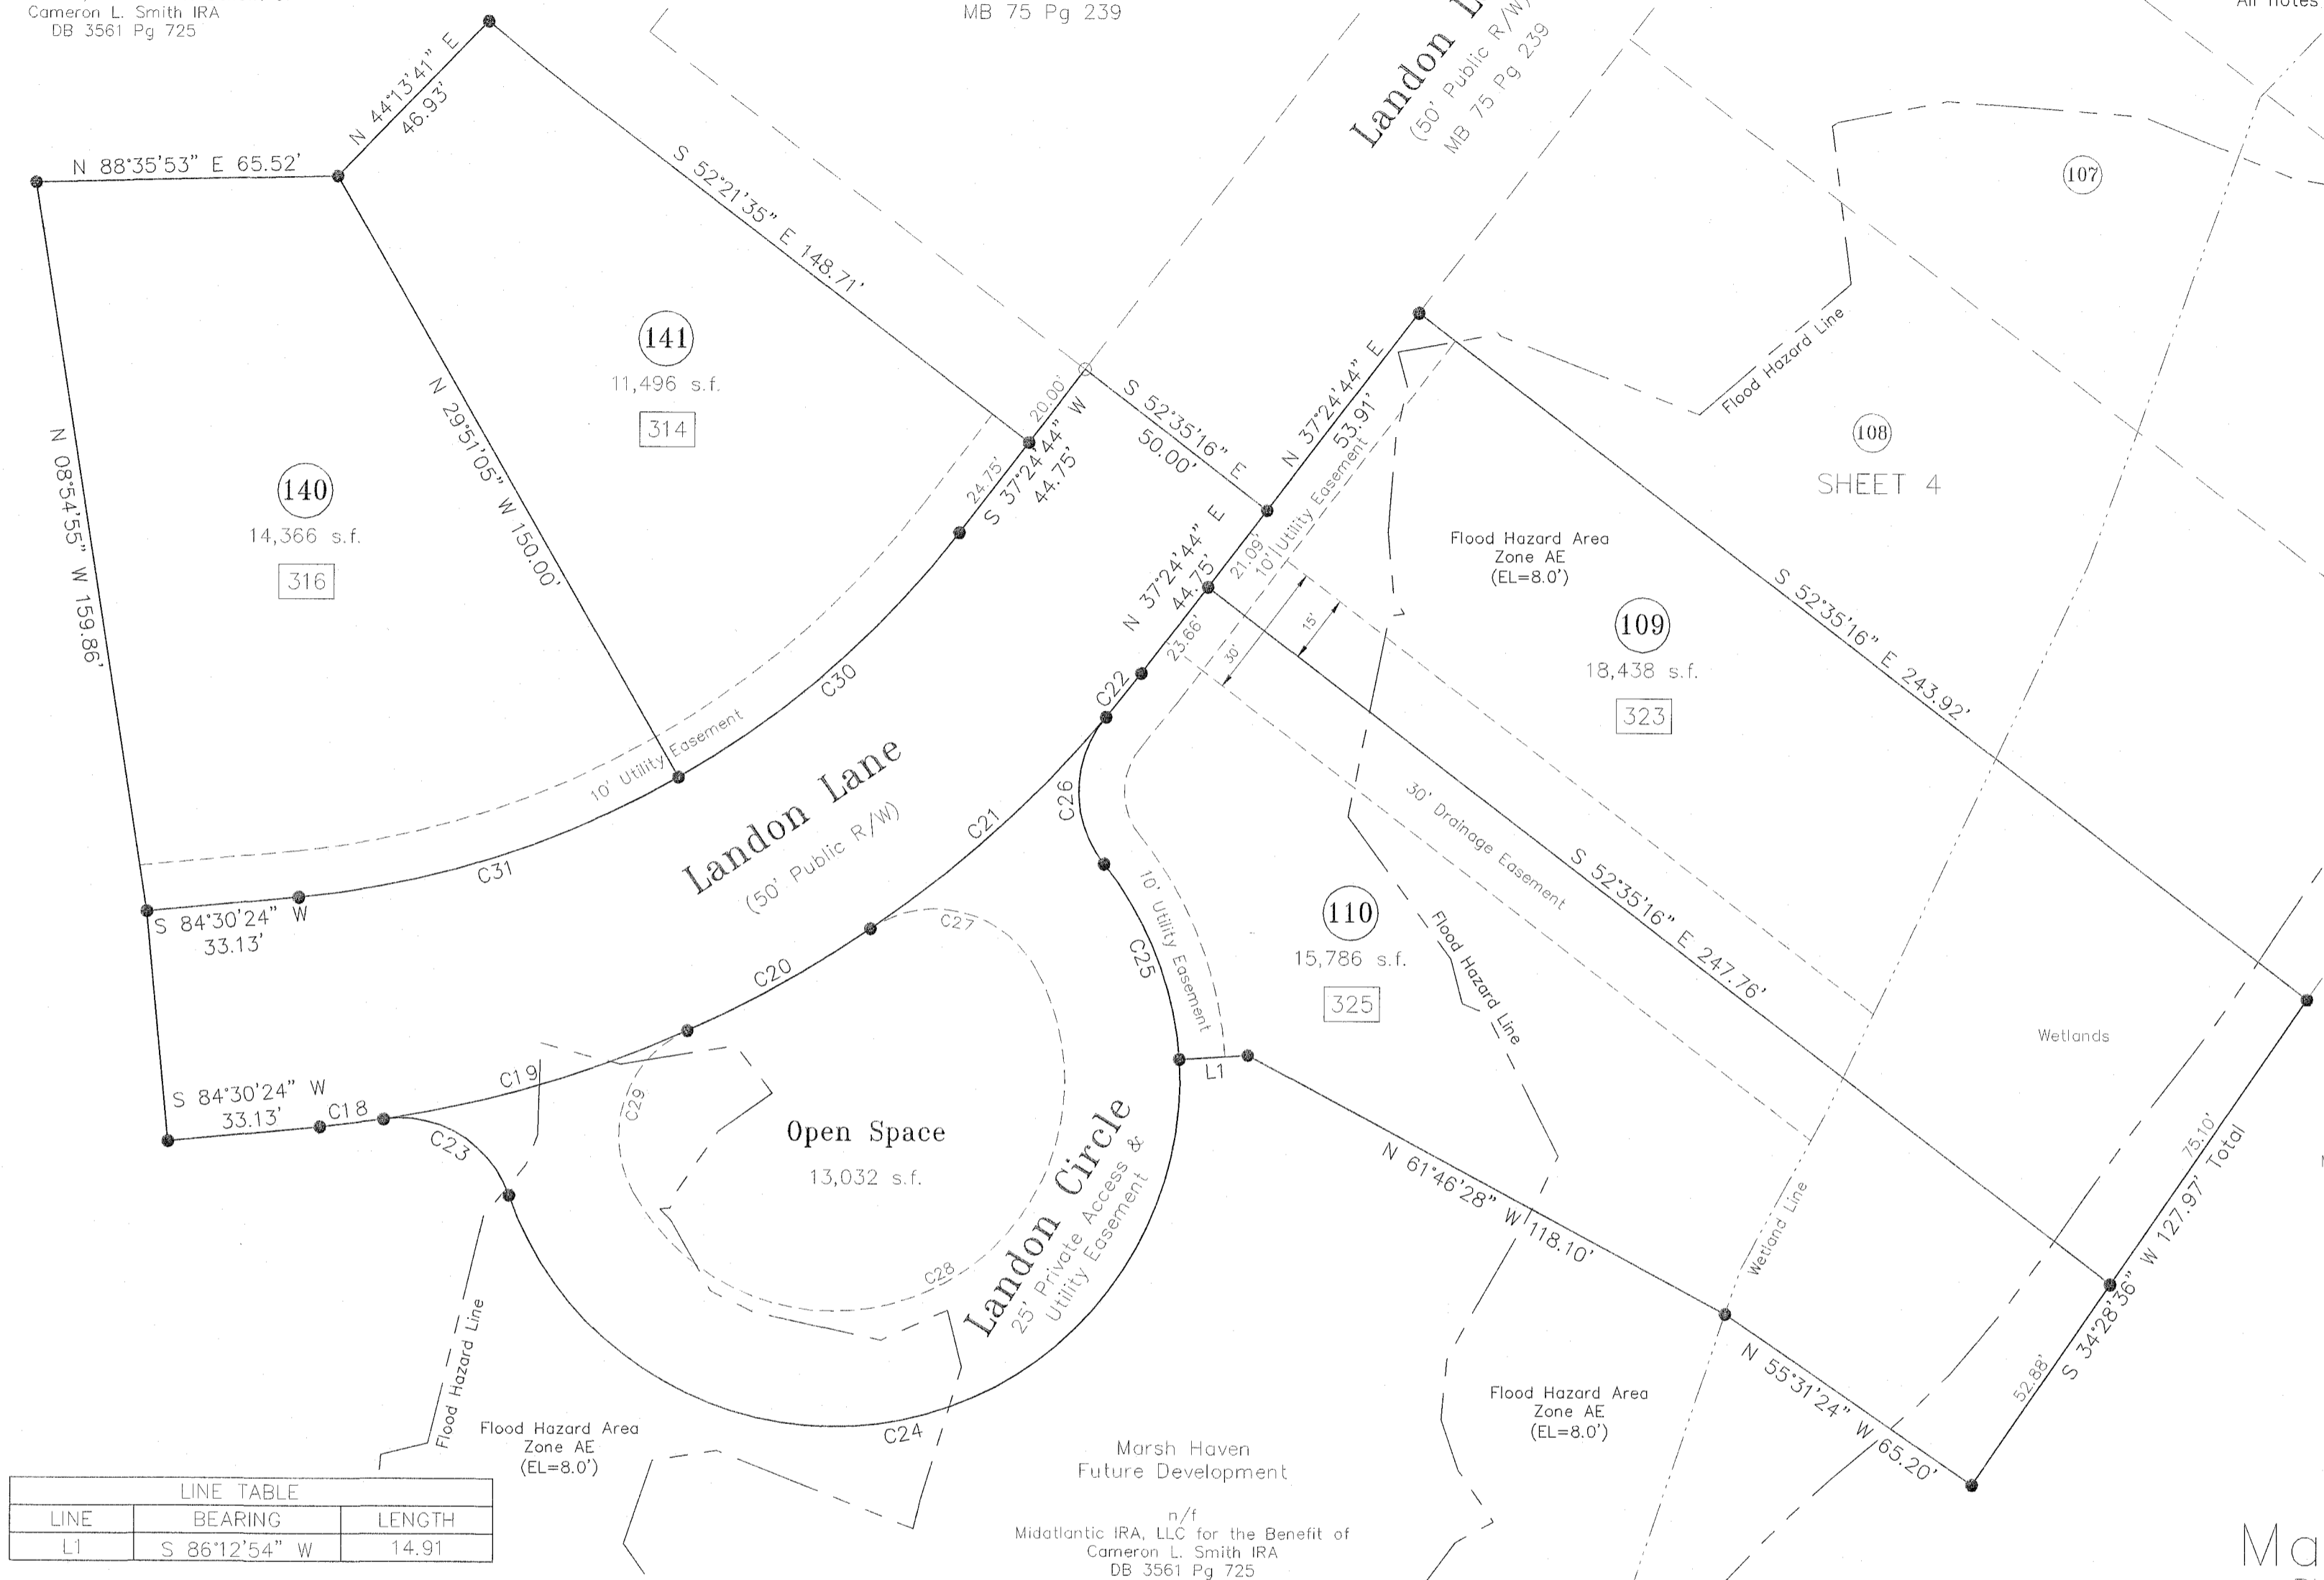 Cameron L. Smith IRA
DB 3561 Pg 725
MB 75 Pg 239
All notes
Landon L
(50' Public R/W)
MB 75 Pg 239
N 44°13'41" E
46.93'
N 88°35'53" E 65.52'
S 52°21'35" E 148.71'
107
141
11,496 s.f.
314
N 29°51'05" W 150.00'
N 08°54'55" W 159.86'
140
14,366 s.f.
316
20.00'
24.75'
S 37°24'44" W
44.75'
S 52°35'16" E
50.00'
N 37°24'44" E
53.91'
10' Utility Easement
21.09'
N 37°24'44" E
44.75'
23.66'
Flood Hazard Line
108
SHEET 4
Flood Hazard Area
Zone AE
(EL=8.0')
15'
30'
109
18,438 s.f.
323
S 52°35'16" E 243.92'
C22
C30
10' Utility Easement
C31
Landon Lane
(50' Public R/W)
C21
C26
30' Drainage Easement
S 52°35'16" E 247.76'
C27
C20
C25
10' Utility Easement
110
15,786 s.f.
325
Flood Hazard Line
Wetlands
S 84°30'24" W
33.13'
S 84°30'24" W
33.13'
C18
C19
C23
C29
L1
Open Space
13,032 s.f.
C28
Landon Circle
25' Private Access &
Utility Easement
N 61°46'28" W 118.10'
Wetland Line
75.10'
S 34°28'36" W 127.97' Total
52.88'
N 55°31'24" W 65.20'
Flood Hazard Line
Flood Hazard Area
Zone AE
(EL=8.0')
C24
Flood Hazard Area
Zone AE
(EL=8.0')
Marsh Haven
Future Development
n/f
Midatlantic IRA, LLC for the Benefit of
Cameron L. Smith IRA
DB 3561 Pg 725
LINE TABLE
LINE BEARING LENGTH
L1 S 86°12'54" W 14.91
Ma